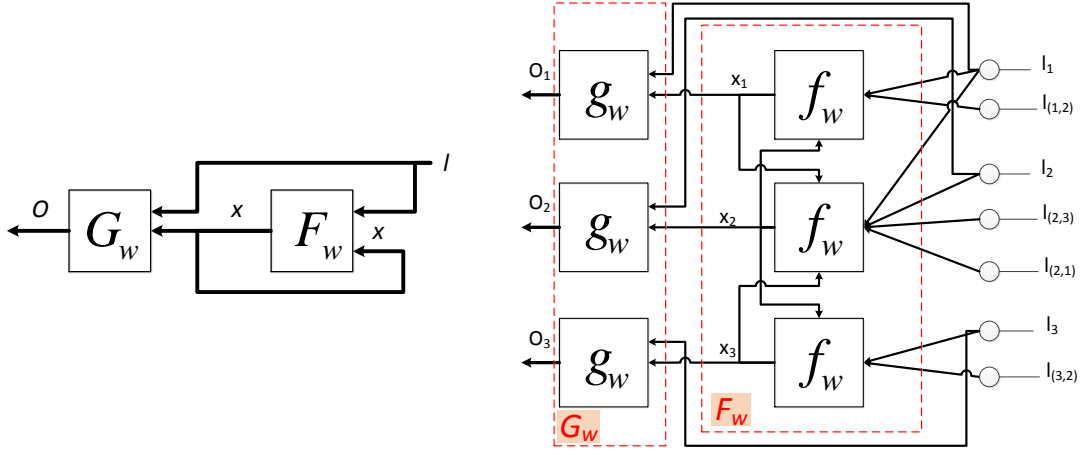 O
G_w
x
F_w
x
I
O_1
g_w
x_1
f_w
I_1
I_(1,2)
O_2
g_w
x_2
f_w
I_2
I_(2,3)
I_(2,1)
O_3
g_w
x_3
f_w
I_3
I_(3,2)
G_w
F_w